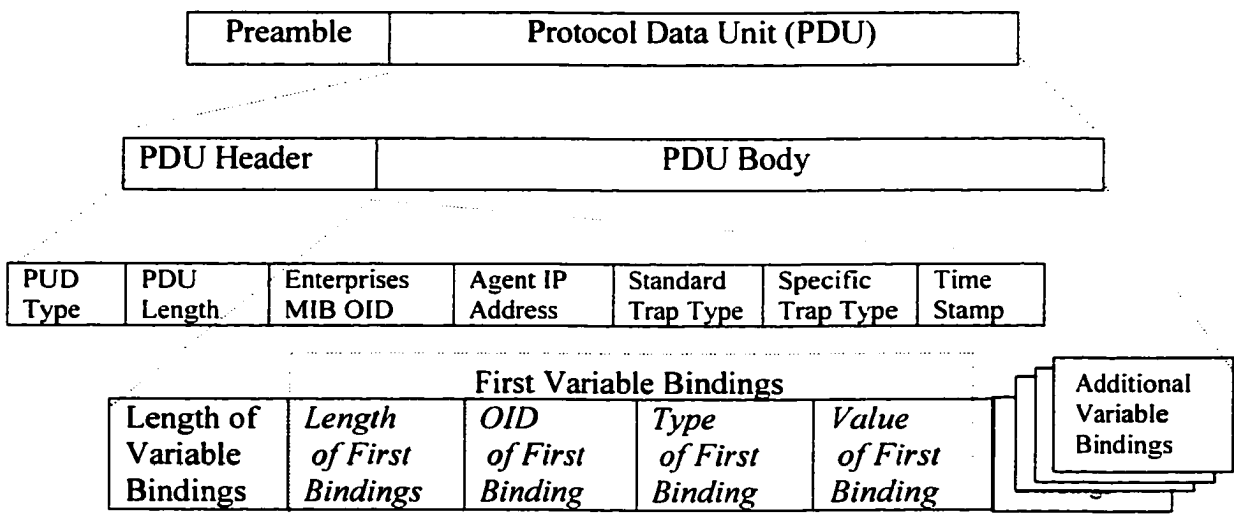 Preamble Protocol Data Unit (PDU)
PDU Header PDU Body
PUD PDU Enterprises Agent IP Standard Specific Time
Type Length MIB OID Address Trap Type Trap Type Stamp
First Variable Bindings
Length of Length OID Type Value
Variable of First of First of First of First
Bindings Bindings Binding Binding Binding
Additional
Variable
Bindings